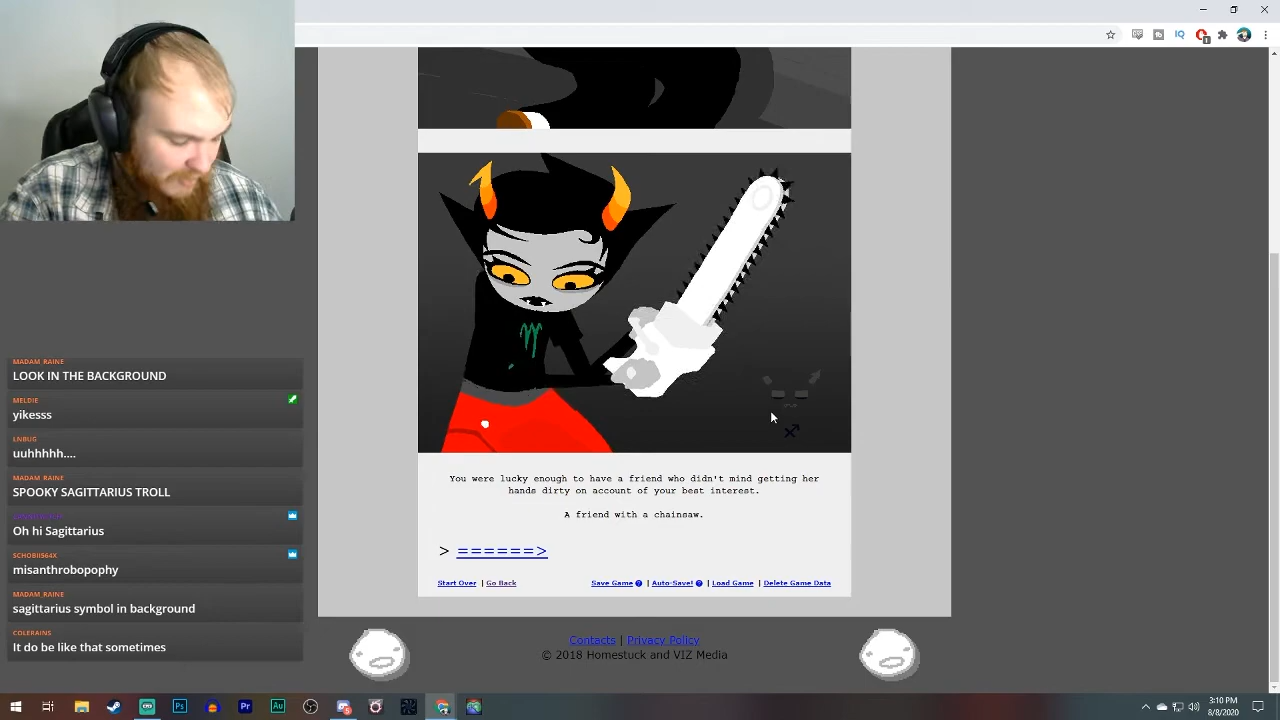 MADAM_RAINE
LOOK IN THE BACKGROUND
MELDIE
yikesss
LNBUG
uuhhhhh....
MADAM_RAINE
SPOOKY SAGITTARIUS TROLL
Oh hi Sagittarius
SCHOBII564X
misanthrobopophy
MADAM_RAINE
sagittarius symbol in background
COLERAINS
It do be like that sometimes
You were lucky enough to have a friend who didn't mind getting her
hands dirty on account of your best interest.
A friend with a chainsaw.
> ======>
Start Over | Go Back
Save Game | Auto-Save! | Load Game | Delete Game Data
Contacts | Privacy Policy
© 2018 Homestuck and VIZ Media
3:10 PM
8/8/2020